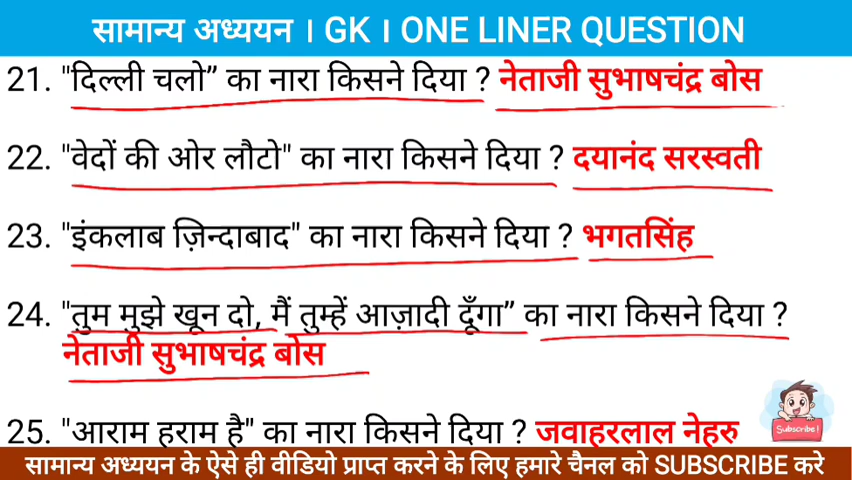 सामान्य अध्ययन । GK । ONE LINER QUESTION
21. "दिल्ली चलो” का नारा किसने दिया ? नेताजी सुभाषचंद्र बोस
22. "वेदों की ओर लौटो" का नारा किसने दिया ? दयानंद सरस्वती
23. "इंकलाब ज़िन्दाबाद" का नारा किसने दिया ? भगतसिंह
24. "तुम मुझे खून दो, मैं तुम्हें आज़ादी दूँगा” का नारा किसने दिया ?
नेताजी सुभाषचंद्र बोस
25. "आराम हराम है" का नारा किसने दिया ? जवाहरलाल नेहरु
Subscribe!
सामान्य अध्ययन के ऐसे ही वीडियो प्राप्त करने के लिए हमारे चैनल को SUBSCRIBE करे